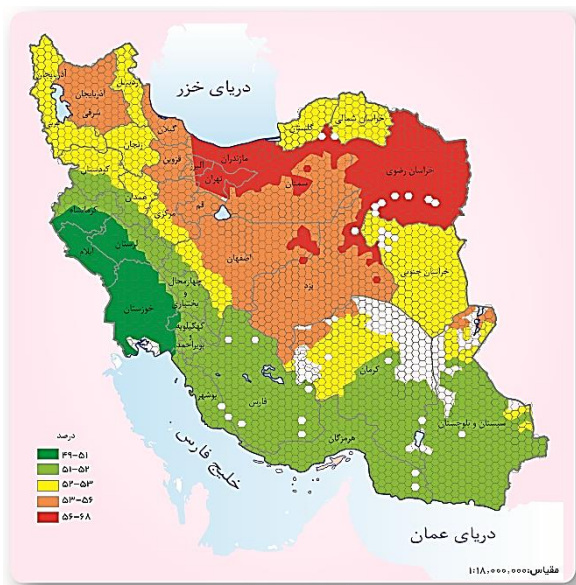 دریای خزر
آذربایجان
غربی
آذربایجان
شرقی
اردبیل
گیلان
زنجان
قزوین
البرز
تهران
مازندران
گلستان
خراسان شمالی
خراسان رضوی
سمنان
کردستان
همدان
مرکزی
قم
کرمانشاه
لرستان
ایلام
اصفهان
یزد
خراسان جنوبی
خوزستان
چهارمحال
و
بختیاری
کهگیلویه
و
بویراحمد
فارس
بوشهر
کرمان
هرمزگان
سیستان و بلوچستان
خلیج فارس
دریای عمان
درصد
۴۹-۵۱
۵۱-۵۲
۵۲-۵۳
۵۳-۵۶
۵۶-۶۸
مقیاس:۱:۱۸,۰۰۰,۰۰۰